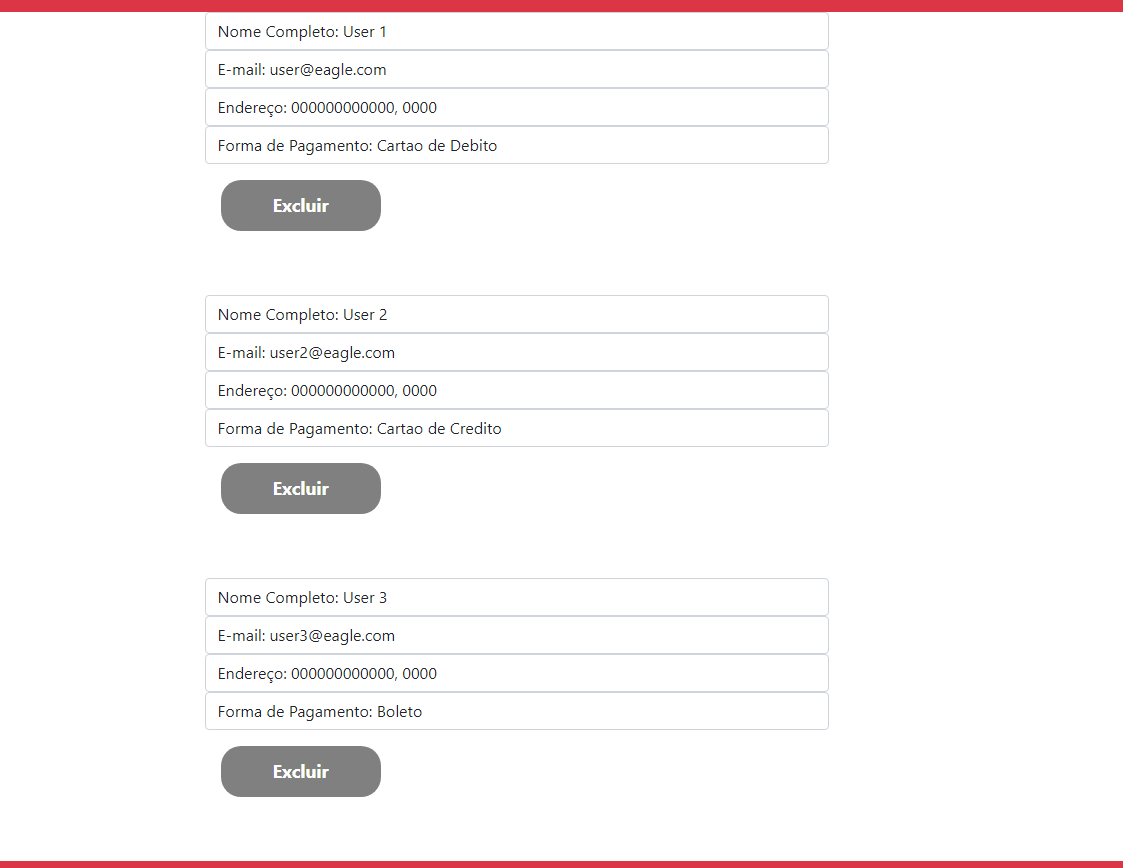 Nome Completo: User 1
E-mail: user@eagle.com
Endereço: 000000000000, 0000
Forma de Pagamento: Cartao de Debito
Excluir
Nome Completo: User 2
E-mail: user2@eagle.com
Endereço: 000000000000, 0000
Forma de Pagamento: Cartao de Credito
Excluir
Nome Completo: User 3
E-mail: user3@eagle.com
Endereço: 000000000000, 0000
Forma de Pagamento: Boleto
Excluir